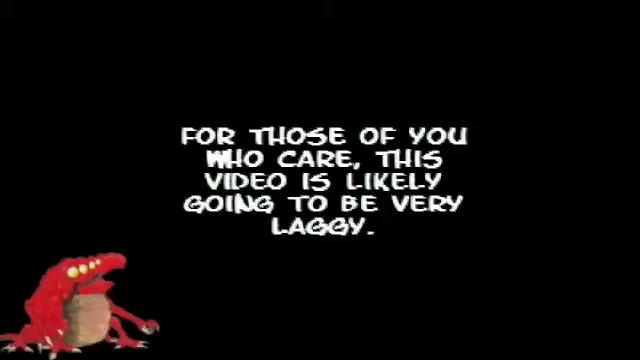 FOR THOSE OF YOU
WHO CARE, THIS
VIDEO IS LIKELY
GOING TO BE VERY
LAGGY.